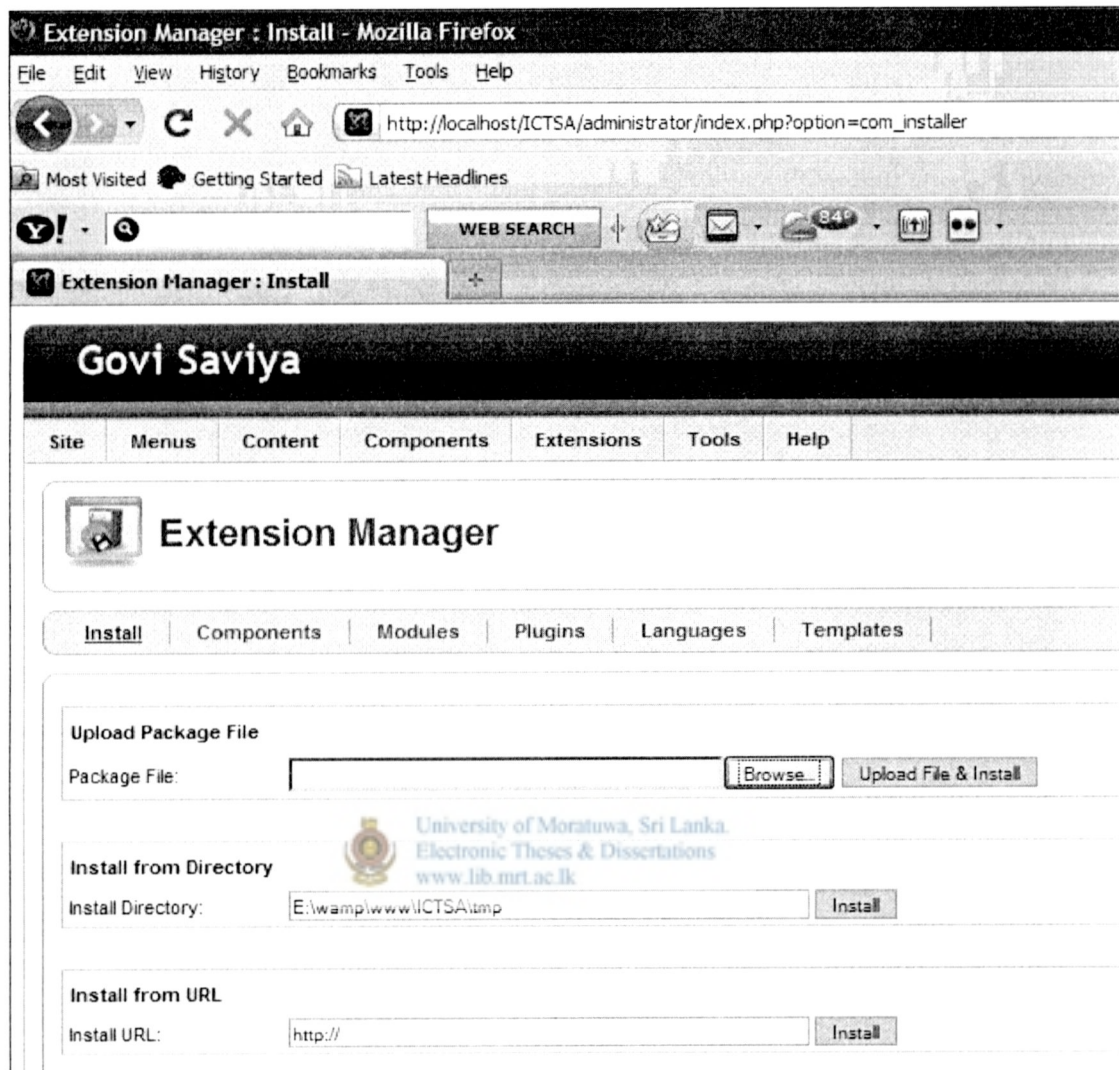 Extension Manager : Install - Mozilla Firefox
File Edit View History Bookmarks Tools Help
http://localhost/ICTSA/administrator/index.php?option=com_installer
Most Visited Getting Started Latest Headlines
Y! WEB SEARCH 84°
Extension Manager : Install
Govi Saviya
Site Menus Content Components Extensions Tools Help
Extension Manager
Install Components Modules Plugins Languages Templates
Upload Package File
Package File: Browse... Upload File & Install
University of Moratuwa, Sri Lanka.
Electronic Theses & Dissertations
www.lib.mrt.ac.lk
Install from Directory
Install Directory: E:\wamp\www\ICTSA\tmp Install
Install from URL
Install URL: http:// Install